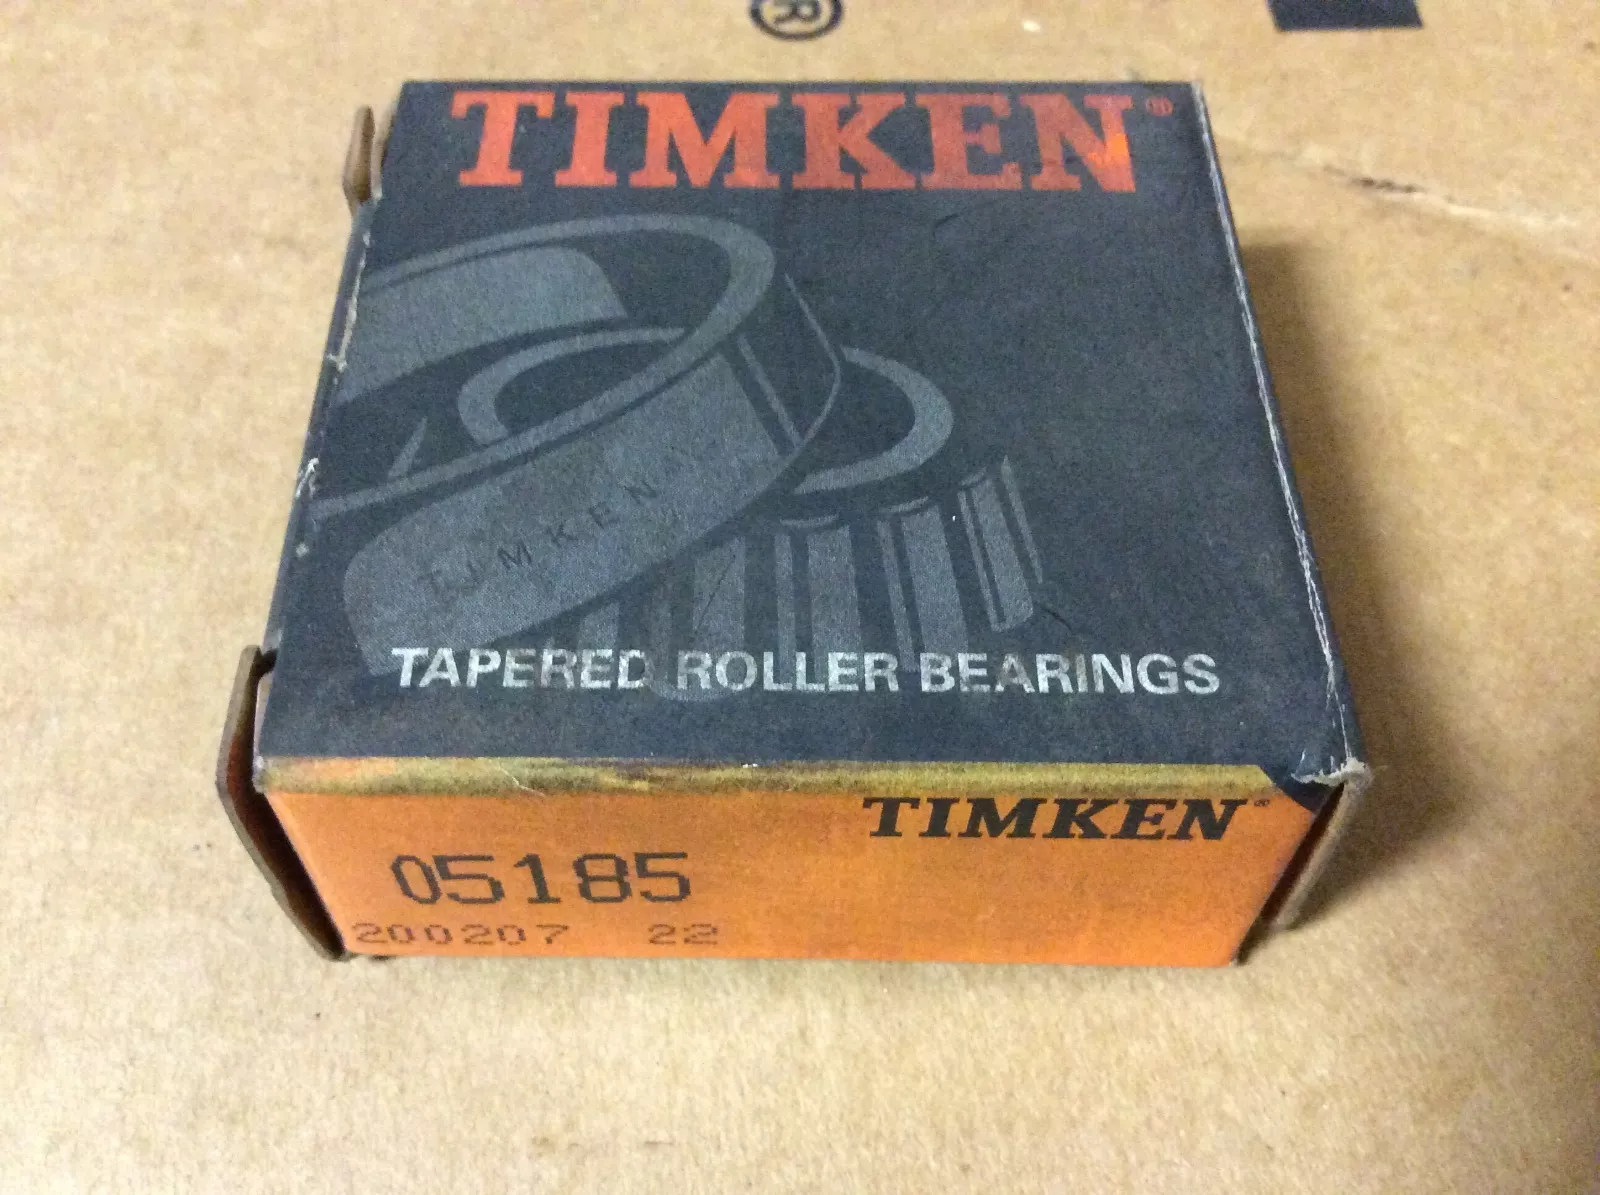 ®
TIMKEN®
TIMKEN
TAPERED ROLLER BEARINGS
TIMKEN®
05185
200207 22